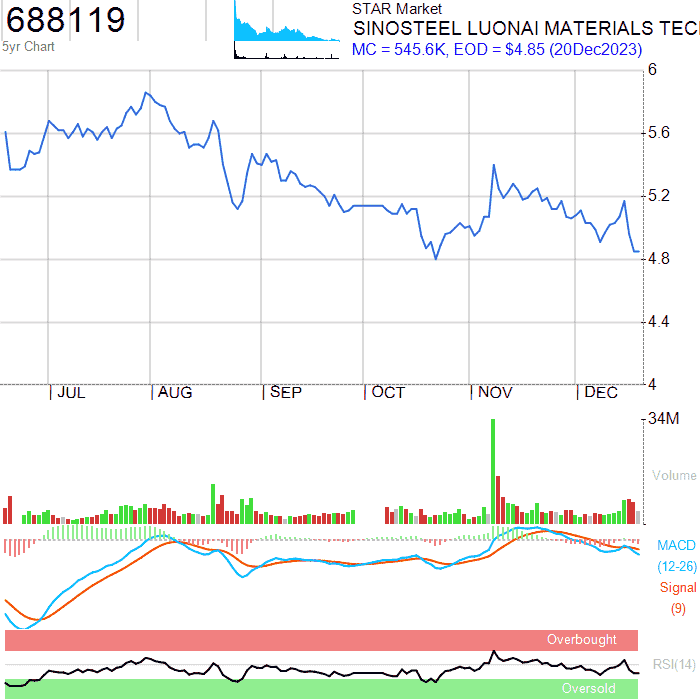 688119
5yr Chart
STAR Market
SINOSTEEL LUONAI MATERIALS TEC
MC = 545.6K, EOD = $4.85 (20Dec2023)
6
5.6
5.2
4.8
4.4
4
JUL AUG SEP OCT NOV DEC
34M
Volume
MACD
(12-26)
Signal
(9)
Overbought
RSI(14)
Oversold